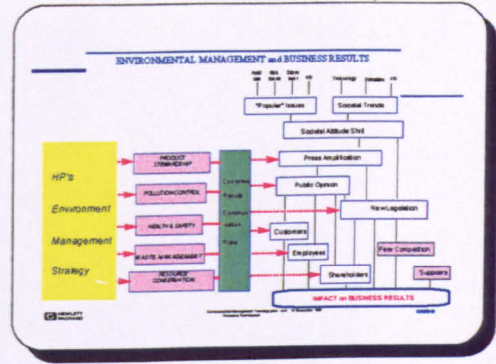 ENVIRONMENTAL MANAGEMENT and BUSINESS RESULTS
"Popular" Issues
Societal Trends
Societal Attitude Shift
PRODUCT
STEWARDSHIP
Press Amplification
HP's
Environment
Management
Strategy
POLLUTION CONTROL
Public Opinion
New Legislation
HEALTH & SAFETY
Customers
WASTE MANAGEMENT
Employees
Peer Competition
RESOURCE
CONSERVATION
Shareholders
Suppliers
IMPACT on BUSINESS RESULTS
HEWLETT
PACKARD